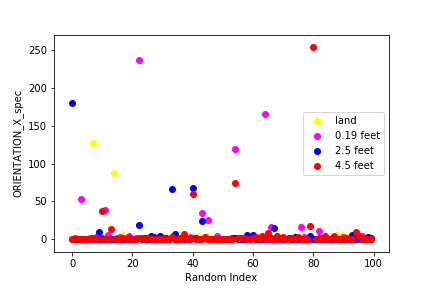 250
200
150
100
50
0
ORIENTATION_X_spec
land
0.19 feet
2.5 feet
4.5 feet
0 20 40 60 80 100
Random Index